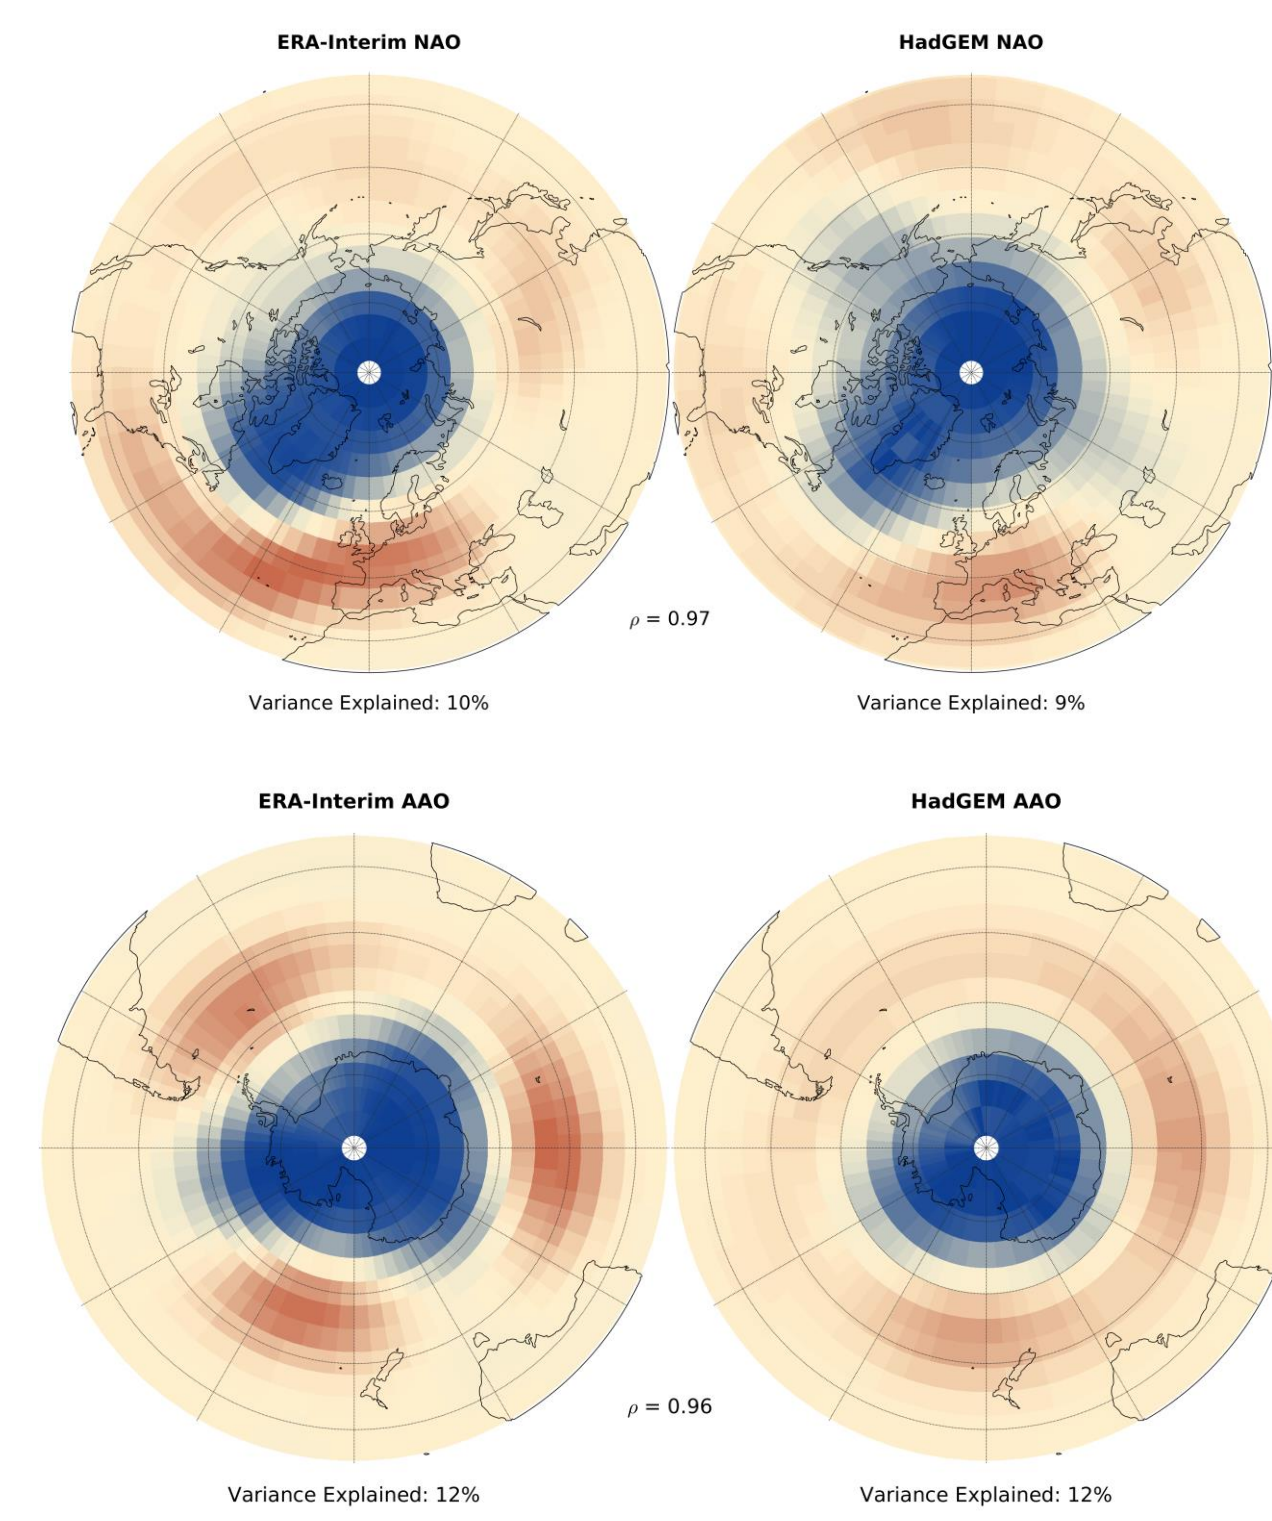 ERA-Interim NAO
HadGEM NAO
ρ = 0.97
Variance Explained: 10%
Variance Explained: 9%
ERA-Interim AAO
HadGEM AAO
ρ = 0.96
Variance Explained: 12%
Variance Explained: 12%